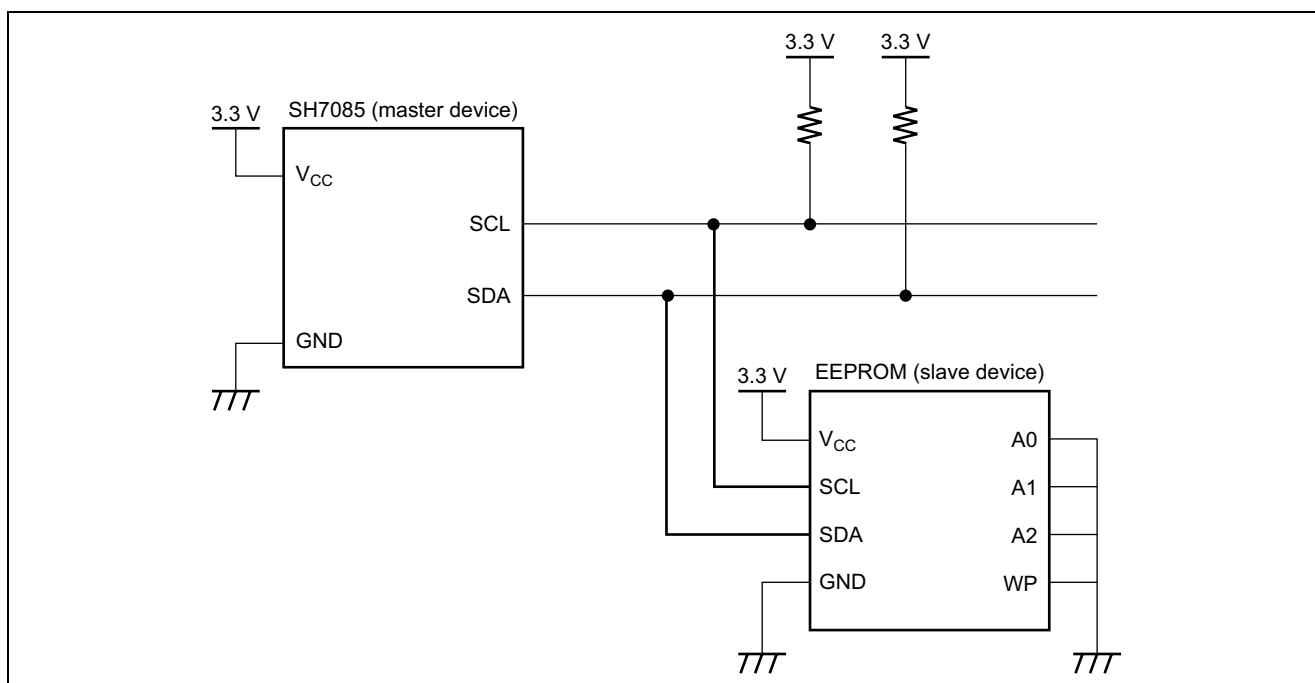 3.3 V 3.3 V
3.3 V SH7085 (master device)
VCC
SCL
SDA
GND
3.3 V EEPROM (slave device)
VCC A0
SCL A1
SDA A2
GND WP